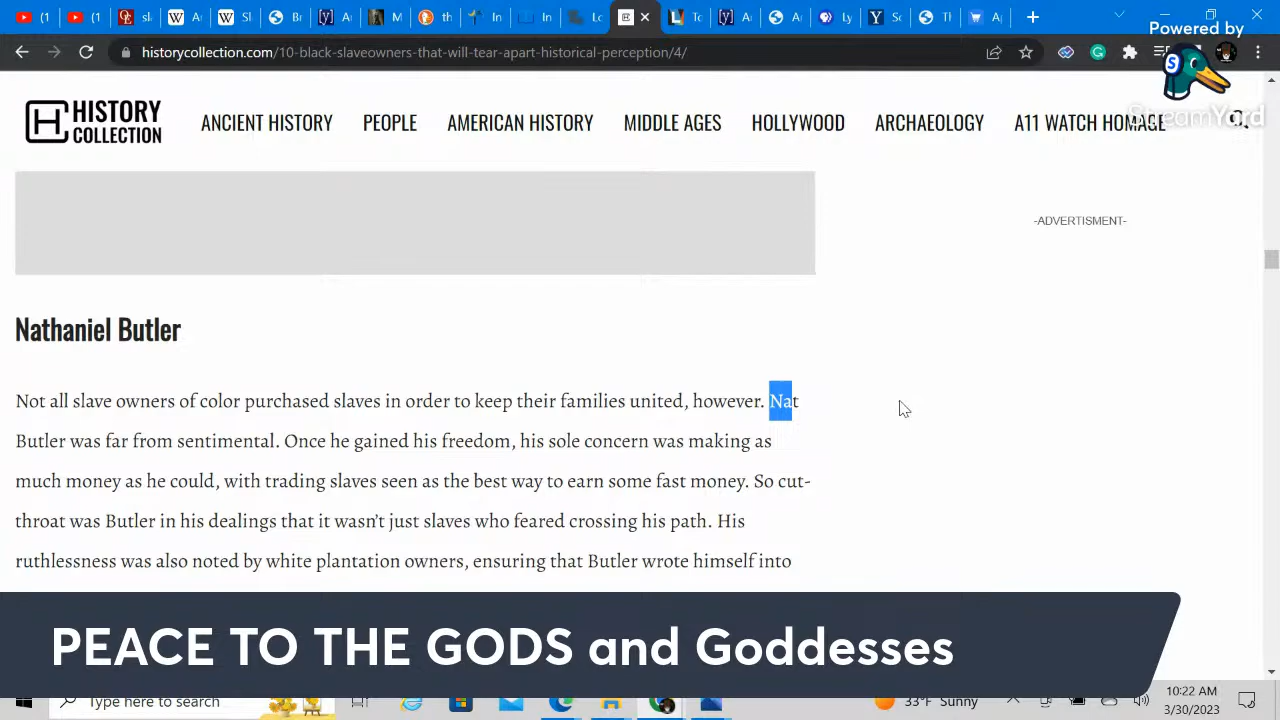 Powered by
StreamYard
historycollection.com/10-black-slaveowners-that-will-tear-apart-historical-perception/4/
HISTORY
COLLECTION
ANCIENT HISTORY PEOPLE AMERICAN HISTORY MIDDLE AGES HOLLYWOOD ARCHAEOLOGY A11 WATCH HOMAGE
-ADVERTISMENT-
Nathaniel Butler
Not all slave owners of color purchased slaves in order to keep their families united, however. Nat
Butler was far from sentimental. Once he gained his freedom, his sole concern was making as
much money as he could, with trading slaves seen as the best way to earn some fast money. So cut-
throat was Butler in his dealings that it wasn’t just slaves who feared crossing his path. His
ruthlessness was also noted by white plantation owners, ensuring that Butler wrote himself into
PEACE TO THE GODS and Goddesses
Type here to search
33°F Sunny
10:22 AM
3/30/2023